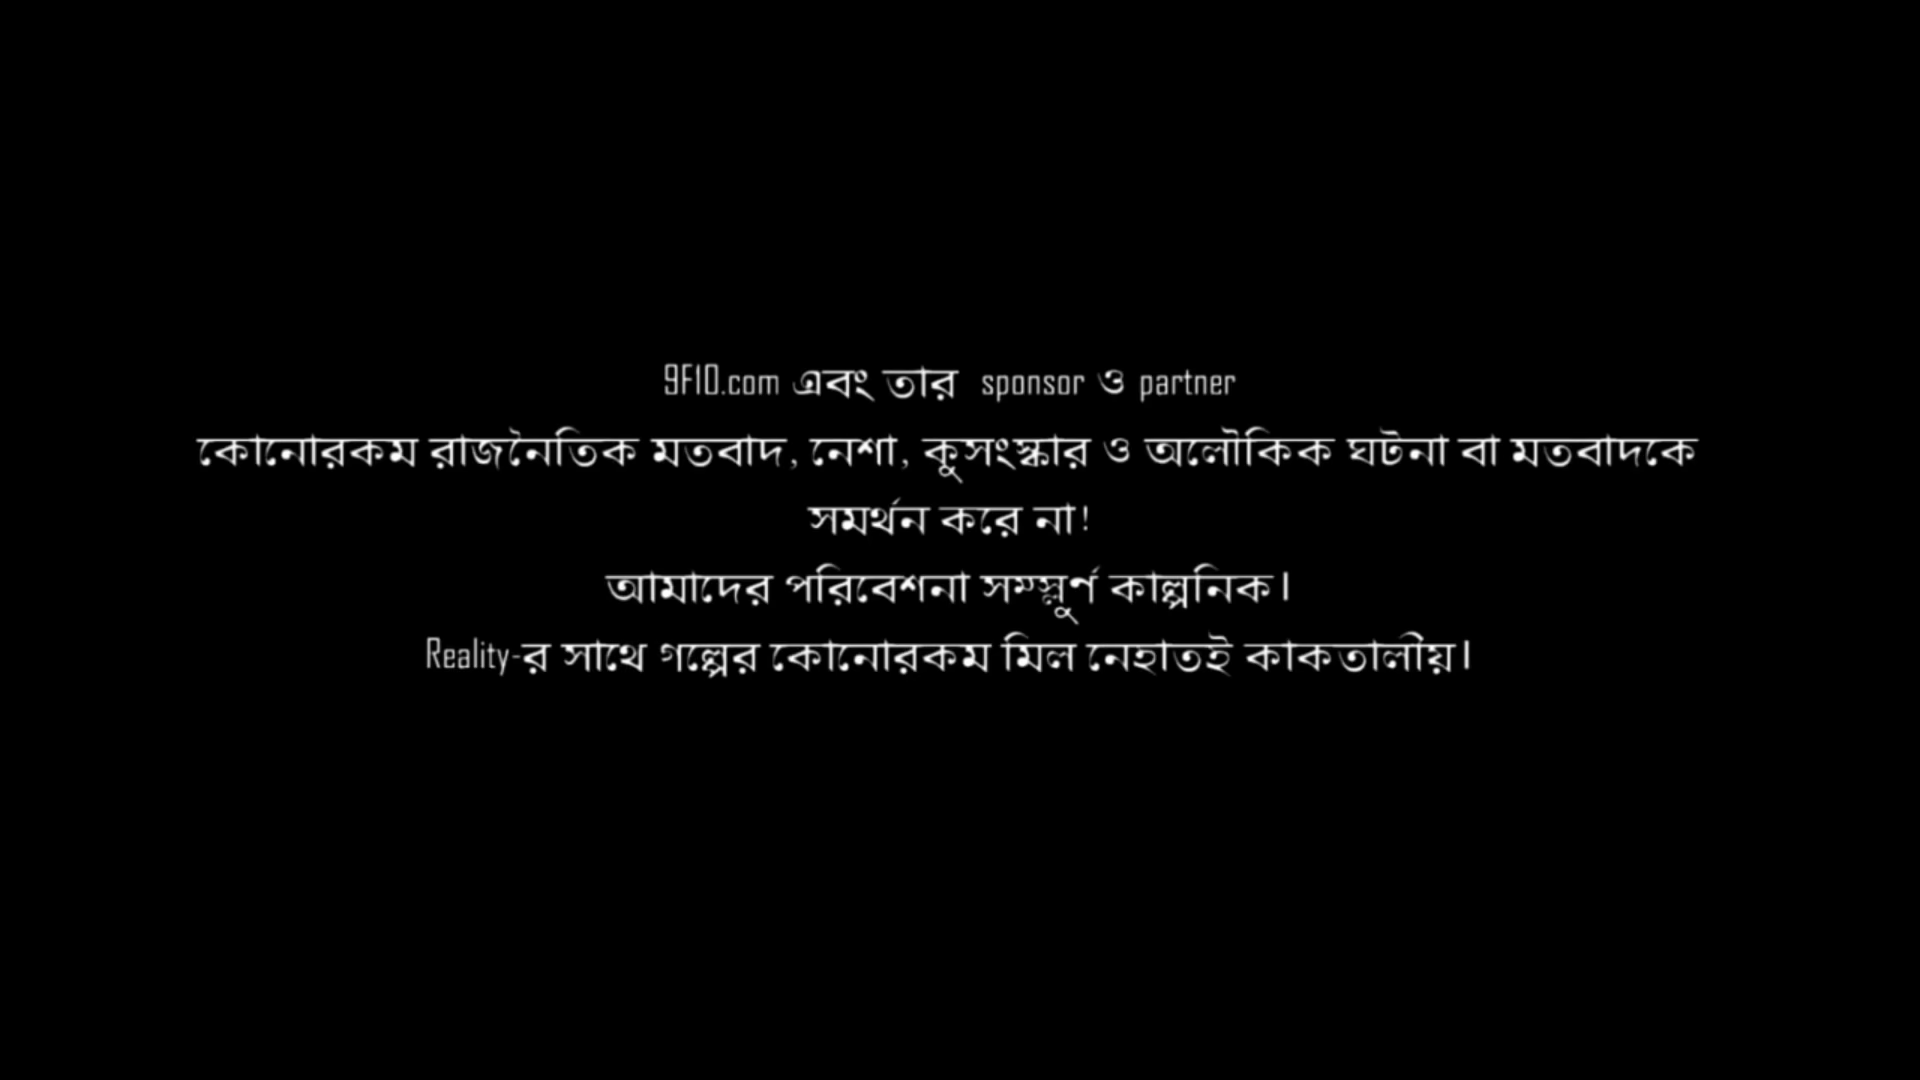 9F10.com এবং তার sponsor ও partner
কোনোরকম রাজনৈতিক মতবাদ, নেশা, কুসংস্কার ও অলৌকিক ঘটনা বা মতবাদকে
সমর্থন করে না!
আমাদের পরিবেশনা সম্পূর্ণ কাল্পনিক।
Reality-র সাথে গল্পের কোনোরকম মিল নেহাতই কাকতালীয়।